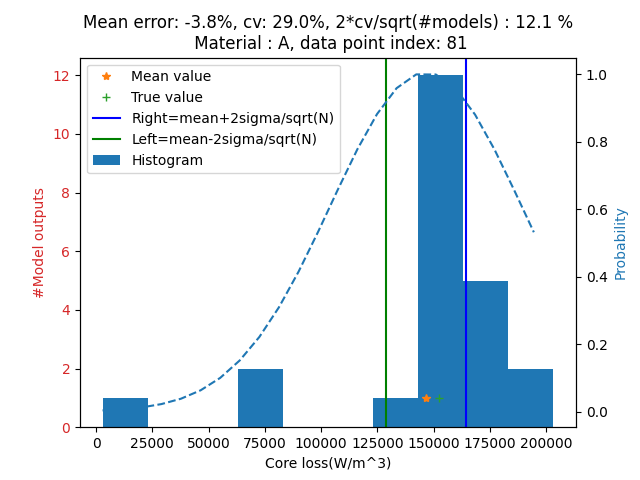 Mean error: -3.8%, cv: 29.0%, 2*cv/sqrt(#models) : 12.1 %
Material : A, data point index: 81
Mean value
True value
Right=mean+2sigma/sqrt(N)
Left=mean-2sigma/sqrt(N)
Histogram
12
10
8
6
4
2
0
#Model outputs
1.0
0.8
0.6
0.4
0.2
0.0
Probability
0 25000 50000 75000 100000 125000 150000 175000 200000
Core loss(W/m^3)